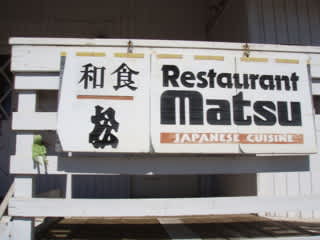 和食
松
Restaurant
Matsu
JAPANESE CUISINE